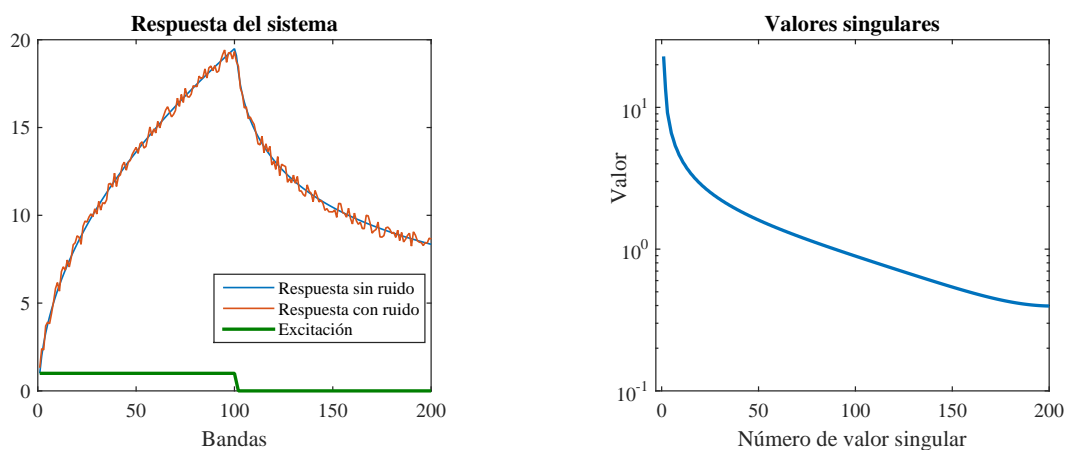 Respuesta del sistema
20
15
10
5
0
Respuesta sin ruido
Respuesta con ruido
Excitación
0 50 100 150 200
Bandas
Valores singulares
Valor
10^1
10^0
10^-1
0 50 100 150 200
Número de valor singular